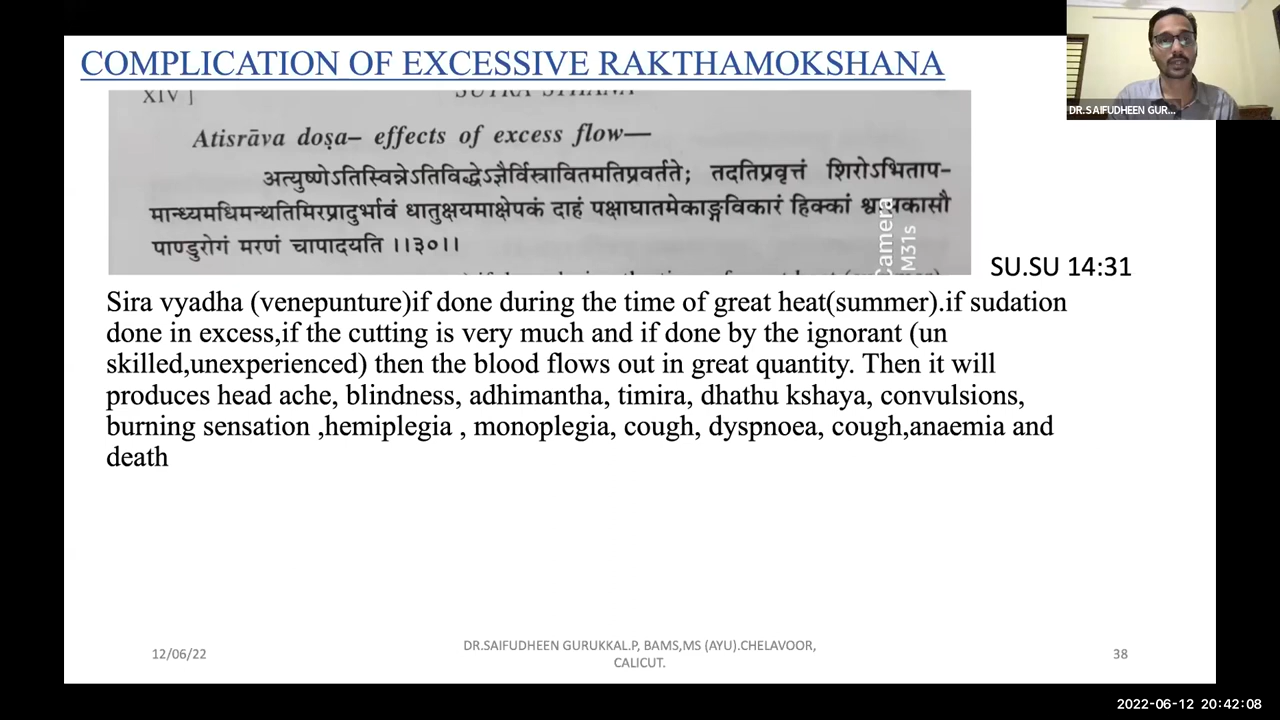 COMPLICATION OF EXCESSIVE RAKTHAMOKSHANA
DR.SAIFUDHEEN GUR...
XIV ]
SUTRA STHANA
Atisrāva doṣa– effects of excess flow—
अत्युष्णेऽतिस्विन्नेऽतिविद्धेऽज्ञैर्विस्रावितमतिप्रवर्तते; तदतिप्रवृत्तं शिरोऽभिताप-
मान्ध्यमधिमन्थतिमिरप्रादुर्भावं धातुक्षयमाक्षेपकं दाहं पक्षाघातमेकाङ्गविकारं हिक्कां
पाण्डुरोगं मरणं चापादयति ।।३०।।
Camera
M31s
SU.SU 14:31
Sira vyadha (venepunture)if done during the time of great heat(summer).if sudation
done in excess,if the cutting is very much and if done by the ignorant (un
skilled,unexperienced) then the blood flows out in great quantity. Then it will
produces head ache, blindness, adhimantha, timira, dhathu kshaya, convulsions,
burning sensation ,hemiplegia , monoplegia, cough, dyspnoea, cough,anaemia and
death
12/06/22
DR.SAIFUDHEEN GURUKKAL.P, BAMS,MS (AYU).CHELAVOOR,
CALICUT.
38
2022-06-12 20:42:08